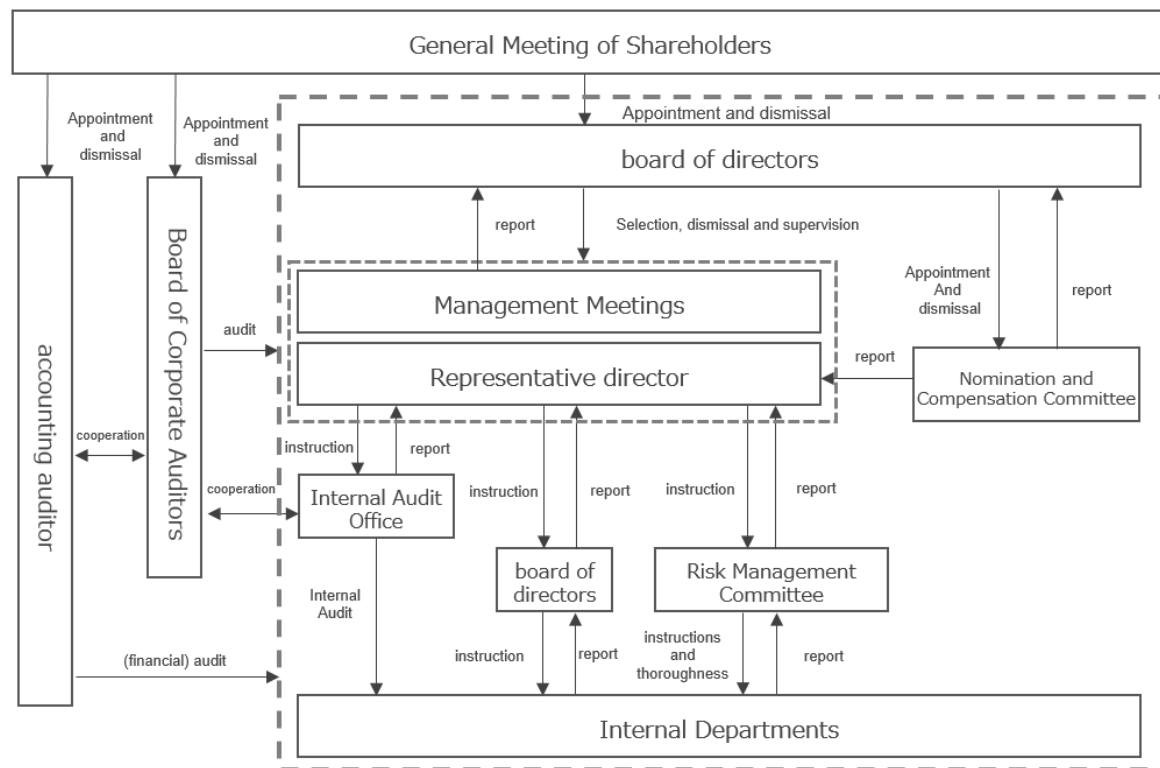 General Meeting of Shareholders
Appointment
and
dismissal
Appointment
and
dismissal
Appointment and dismissal
board of directors
report
Selection, dismissal and supervision
Appointment
And
dismissal
report
Management Meetings
Representative director
report
Nomination and
Compensation Committee
audit
accounting auditor
cooperation
Board of Corporate Auditors
cooperation
instruction
report
Internal Audit
Office
instruction
report
instruction
report
board of
directors
Risk Management
Committee
Internal
Audit
instruction
report
instructions
and
thoroughness
report
(financial) audit
Internal Departments